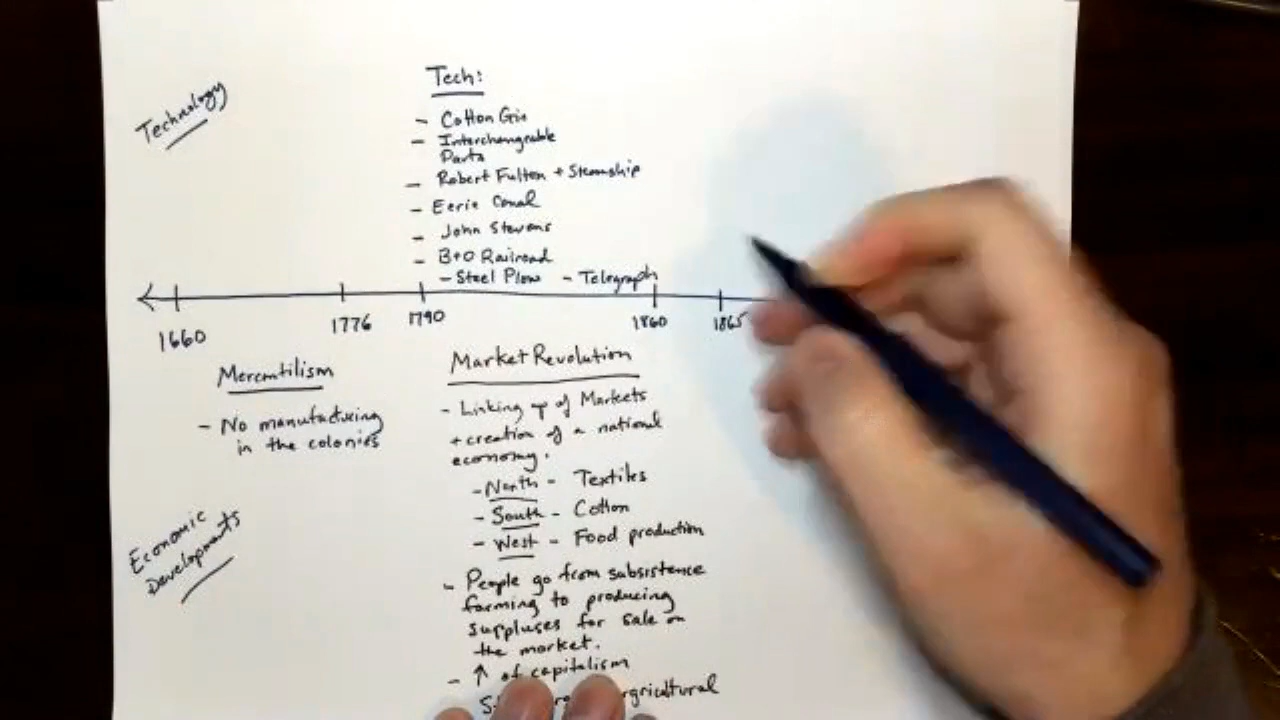 Technology
Tech:
- Cotton Gin
- Interchangeable
Parts
- Robert Fulton + Steamship
- Eerie Canal
- John Stevens
- B+O Railroad
- Steel Plow - Telegraph
1660
1776
1790
1860
1865
Mercantilism
- No manufacturing
in the colonies
Market Revolution
- Linking up of Markets
+ creation of a national
economy.
- North - Textiles
- South - Cotton
- West - Food production
- People go from subsistence
farming to producing
surpluses for sale on
the market.
- ↑ of capitalism
Economic
Developments